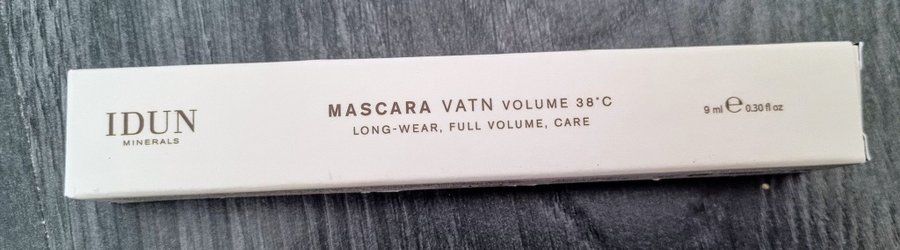 IDUN
MINERALS
MASCARA VATN VOLUME 38°C
LONG-WEAR, FULL VOLUME, CARE
9 ml ℮ 0.30 fl oz